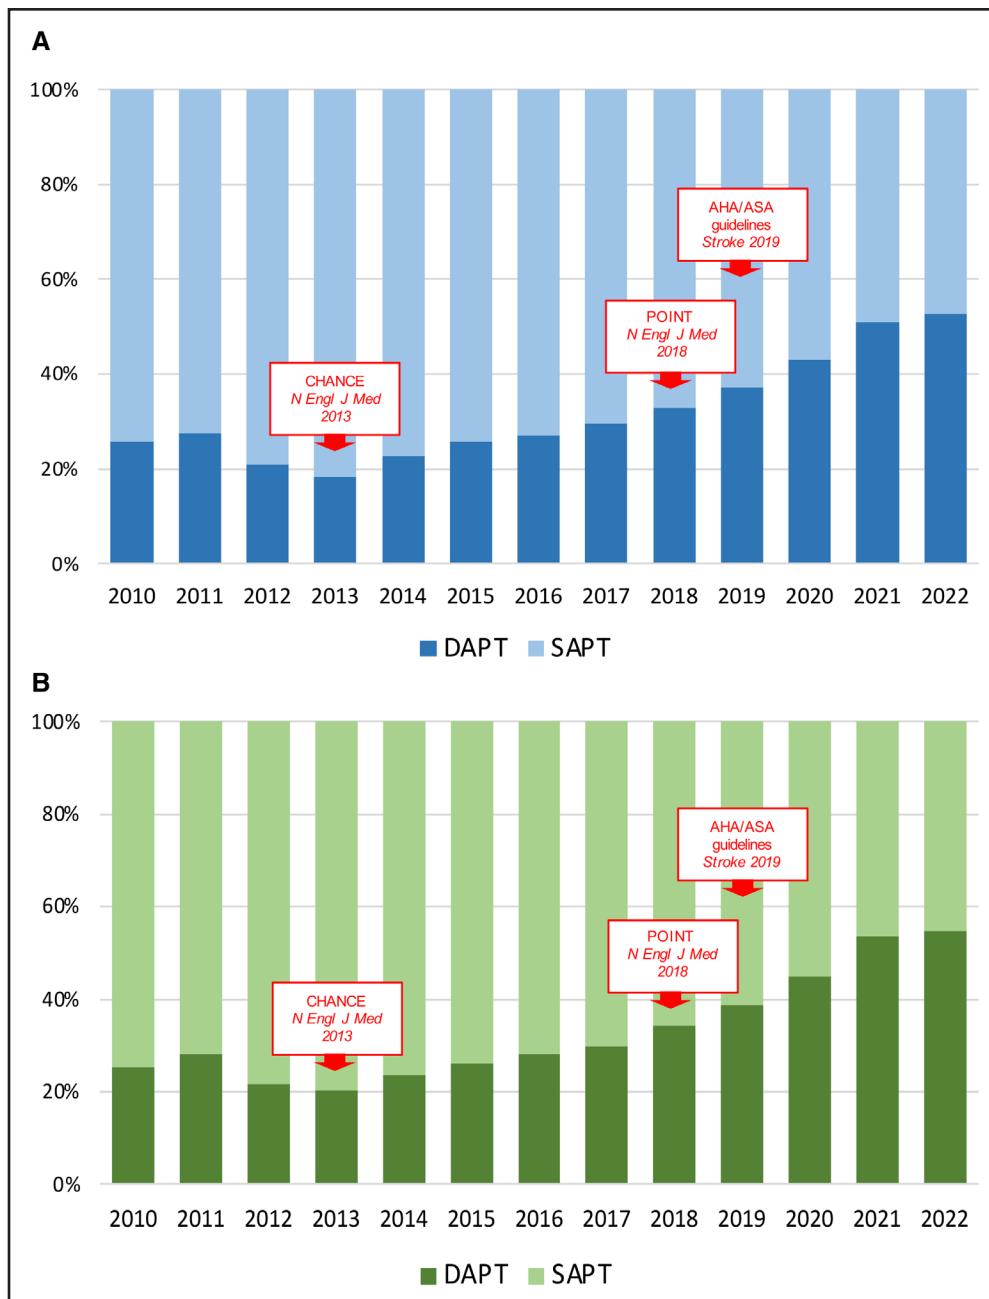 A
100%
80%
60%
40%
20%
0%
AHA/ASA
guidelines
Stroke 2019
POINT
N Engl J Med
2018
CHANCE
N Engl J Med
2013
2010 2011 2012 2013 2014 2015 2016 2017 2018 2019 2020 2021 2022
DAPT SAPT
B
100%
80%
60%
40%
20%
0%
AHA/ASA
guidelines
Stroke 2019
POINT
N Engl J Med
2018
CHANCE
N Engl J Med
2013
2010 2011 2012 2013 2014 2015 2016 2017 2018 2019 2020 2021 2022
DAPT SAPT